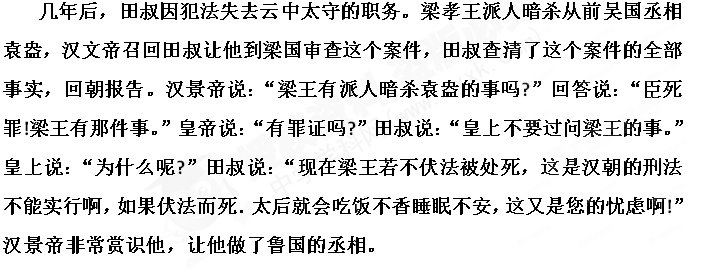 几年后，田叔因犯法失去云中太守的职务。梁孝王派人暗杀从前吴国丞相
袁盎，汉文帝召回田叔让他到梁国审查这个案件，田叔查清了这个案件的全部
事实，回朝报告。汉景帝说：“梁王有派人暗杀袁盎的事吗?”回答说：“臣死
罪!梁王有那件事。”皇帝说：“有罪证吗?”田叔说：“皇上不要过问梁王的事。”
皇上说：“为什么呢?”田叔说：“现在梁王若不伏法被处死，这是汉朝的刑法
不能实行啊，如果伏法而死．太后就会吃饭不香睡眠不安，这又是您的忧虑啊!”
汉景帝非常赏识他，让他做了鲁国的丞相。